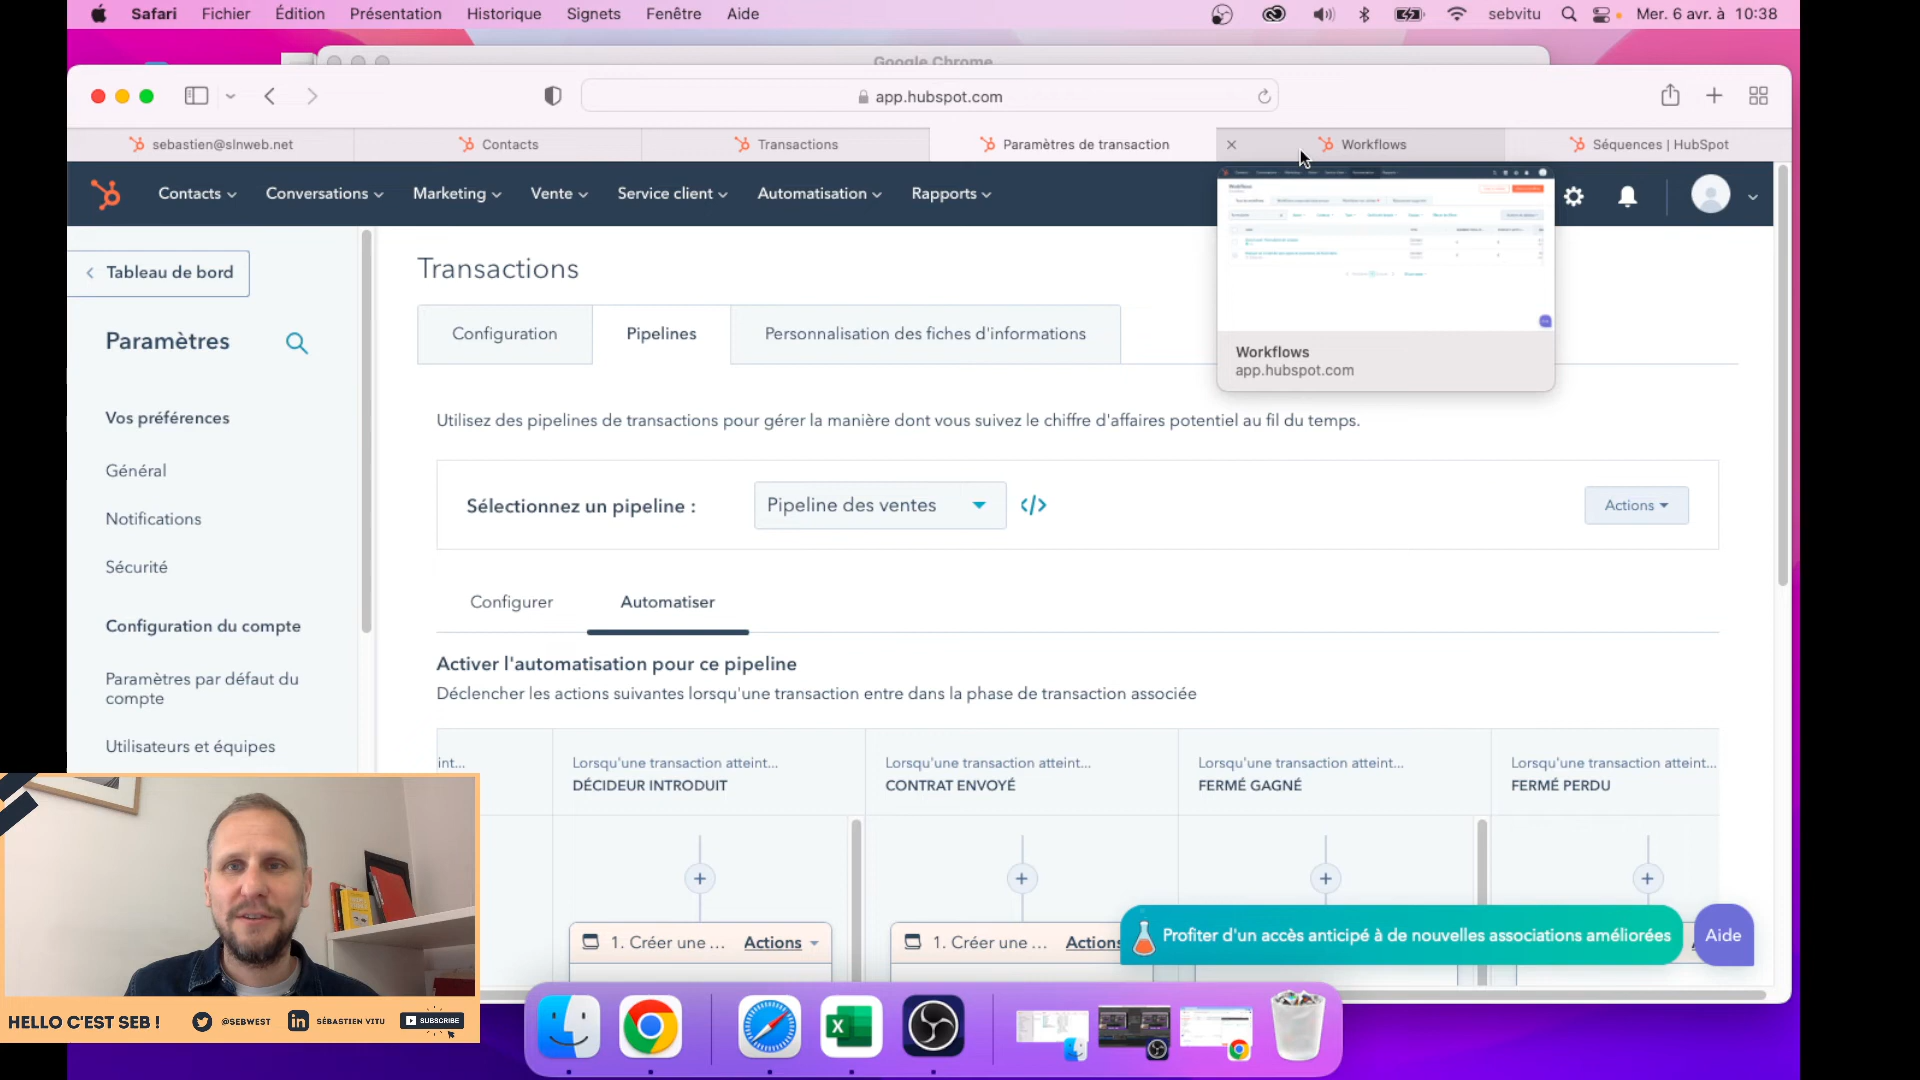 Safari Fichier Édition Présentation Historique Signets Fenêtre Aide sebvitu Mer. 6 avr. à 10:38
Google Chrome
app.hubspot.com
sebastien@slnweb.net Contacts Transactions Paramètres de transaction Workflows Séquences | HubSpot
Contacts Conversations Marketing Vente Service client Automatisation Rapports
Tableau de bord
Paramètres
Vos préférences
Général
Notifications
Sécurité
Configuration du compte
Paramètres par défaut du
compte
Utilisateurs et équipes
Transactions
Configuration Pipelines Personnalisation des fiches d'informations
Workflows
app.hubspot.com
Utilisez des pipelines de transactions pour gérer la manière dont vous suivez le chiffre d'affaires potentiel au fil du temps.
Sélectionnez un pipeline : Pipeline des ventes </> Actions
Configurer Automatiser
Activer l'automatisation pour ce pipeline
Déclencher les actions suivantes lorsqu'une transaction entre dans la phase de transaction associée
int... Lorsqu'une transaction atteint... Lorsqu'une transaction atteint... Lorsqu'une transaction atteint... Lorsqu'une transaction atteint...
DÉCIDEUR INTRODUIT CONTRAT ENVOYÉ FERMÉ GAGNÉ FERMÉ PERDU
1. Créer une ... Actions 1. Créer une ... Actions
Profiter d'un accès anticipé à de nouvelles associations améliorées
Aide
HELLO C'EST SEB ! @SEBWEST SÉBASTIEN VITU SUBSCRIBE